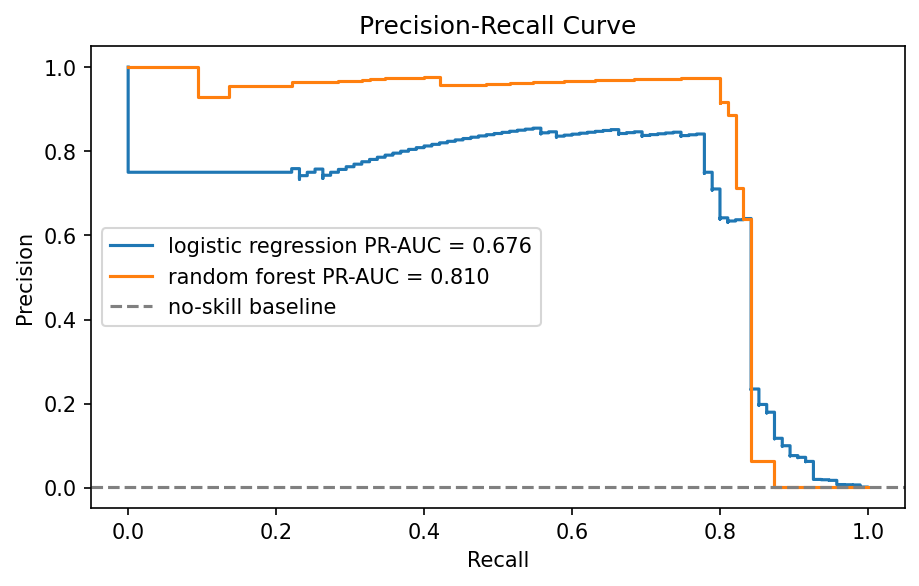 Precision-Recall Curve
1.0
0.8
0.6
0.4
0.2
0.0
Precision
logistic regression PR-AUC = 0.676
random forest PR-AUC = 0.810
no-skill baseline
0.0 0.2 0.4 0.6 0.8 1.0
Recall